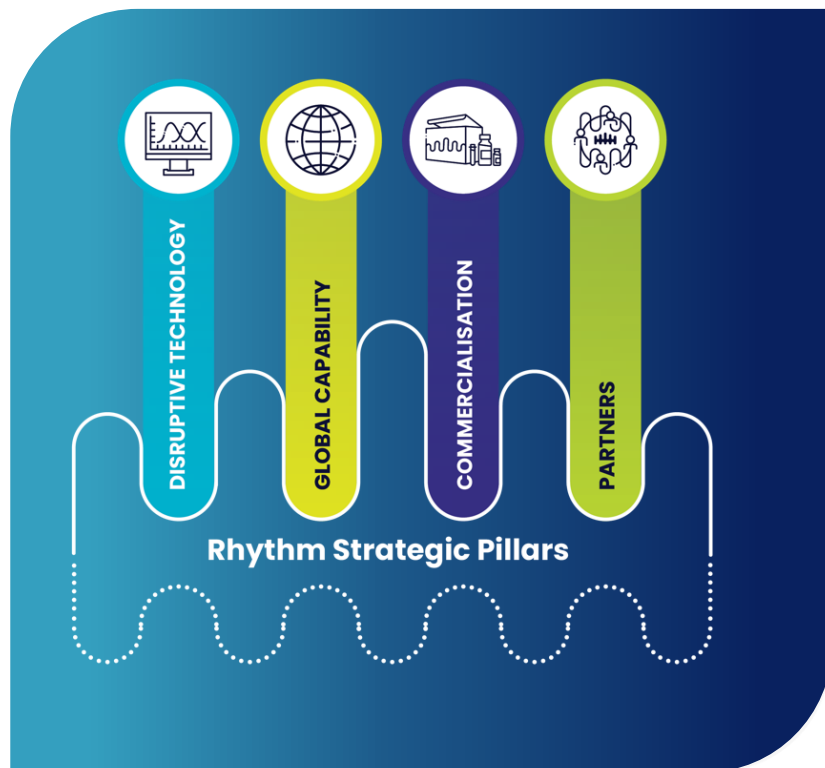 DISRUPTIVE TECHNOLOGY
GLOBAL CAPABILITY
COMMERCIALISATION
PARTNERS
Rhythm Strategic Pillars